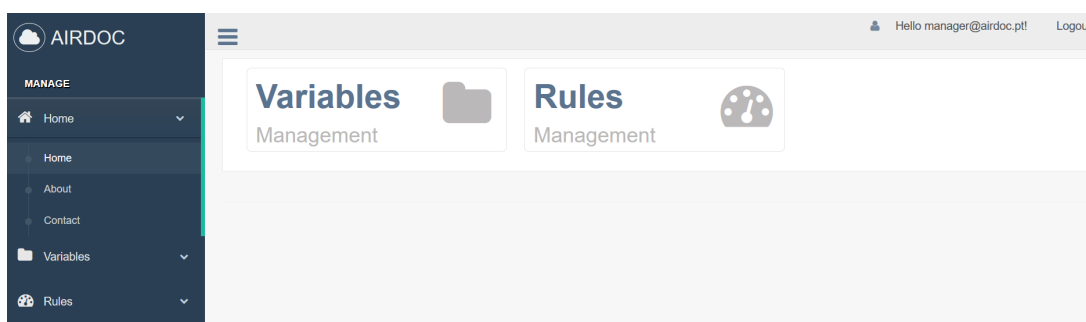 AIRDOC
Hello manager@airdoc.pt!
MANAGE
Home
Home
About
Contact
Variables
Rules
Variables
Management
Rules
Management